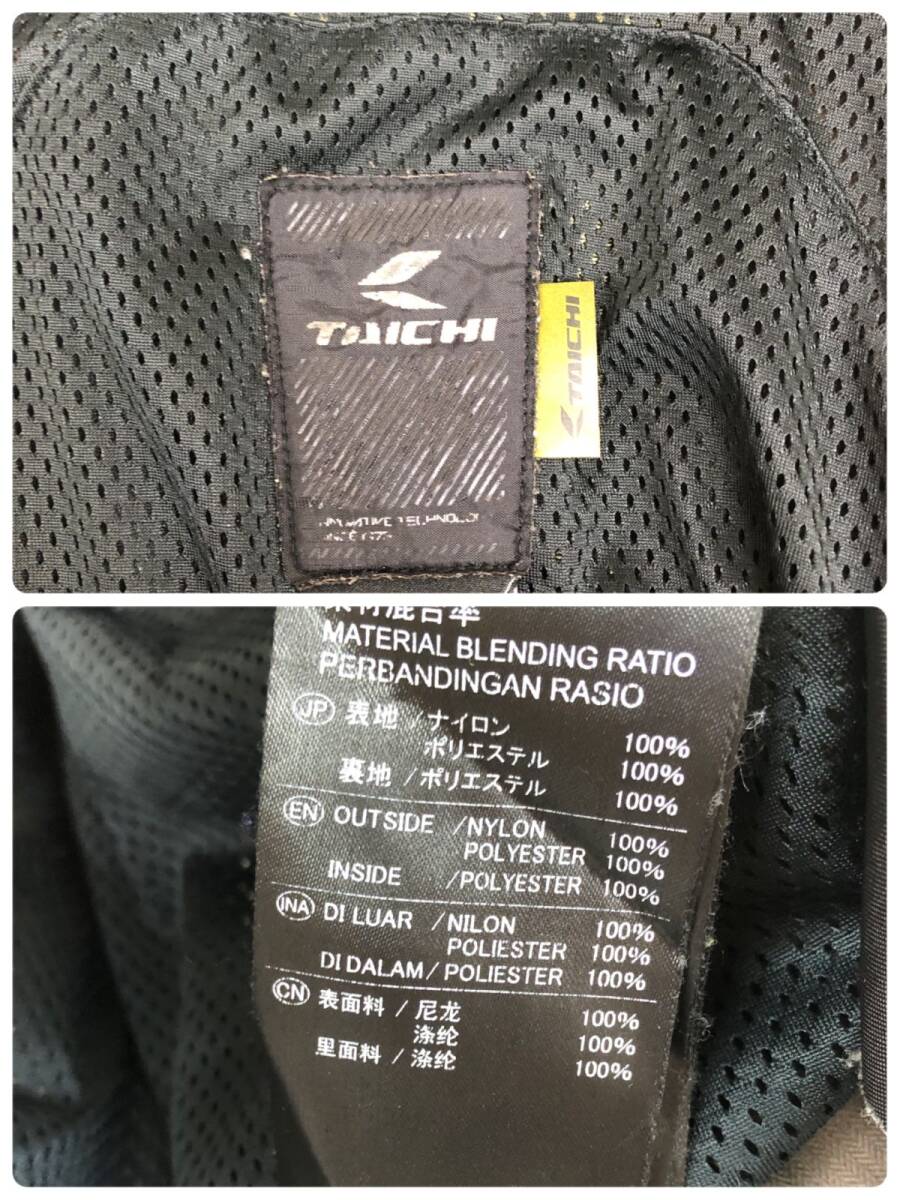 TAICHI
TAICHI
素材混合率
MATERIAL BLENDING RATIO
PERBANDINGAN RASIO
JP 表地 / ナイロン 100%
ポリエステル 100%
裏地 / ポリエステル 100%
EN OUTSIDE /NYLON 100%
POLYESTER 100%
INSIDE /POLYESTER 100%
INA DI LUAR /NILON 100%
POLIESTER 100%
DI DALAM / POLIESTER 100%
CN 表面料 / 尼龙 100%
涤纶 100%
里面料 / 涤纶 100%